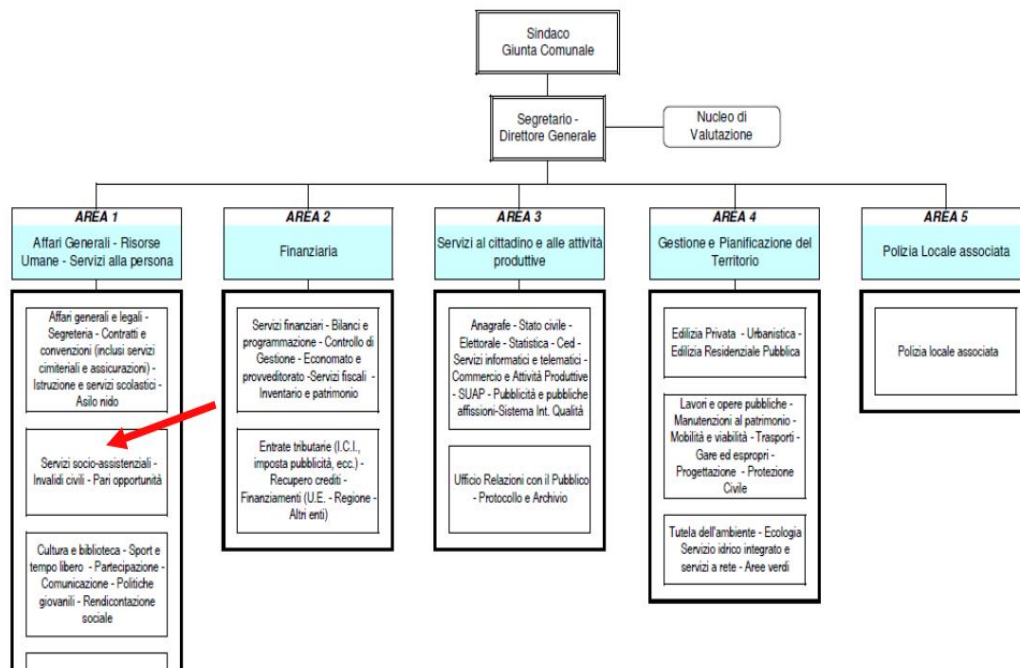 Sindaco
Giunta Comunale
Segretario -
Direttore Generale
Nucleo di
Valutazione
AREA 1
Affari Generali - Risorse
Umane - Servizi alla persona
Affari generali e legali -
Segreteria - Contratti e
convenzioni (inclusi servizi
cimiteriali e assicurazioni) -
Istruzione e servizi scolastici -
Asilo nido
Servizi socio-assistenziali -
Invalidi civili - Pari opportunità
Cultura e biblioteca - Sport e
tempo libero - Partecipazione -
Comunicazione - Politiche
giovanili - Rendicontazione
sociale
AREA 2
Finanziaria
Servizi finanziari - Bilanci e
programmazione - Controllo di
Gestione - Economato e
provveditorato -Servizi fiscali -
Inventario e patrimonio
Entrate tributarie (I.C.I.,
imposta pubblicità, ecc.) -
Recupero crediti -
Finanziamenti (U.E. - Regione -
Altri enti)
AREA 3
Servizi al cittadino e alle attività
produttive
Anagrafe - Stato civile -
Elettorale - Statistica - Ced -
Servizi informatici e telematici -
Commercio e Attività Produttive
- SUAP - Pubblicità e pubbliche
affissioni-Sistema Int. Qualità
Ufficio Relazioni con il Pubblico
- Protocollo e Archivio
AREA 4
Gestione e Pianificazione del
Territorio
Edilizia Privata - Urbanistica -
Edilizia Residenziale Pubblica
Lavori e opere pubbliche -
Manutenzioni al patrimonio -
Mobilità e viabilità - Trasporti -
Gare ed espropri -
Progettazione - Protezione
Civile
Tutela dell'ambiente - Ecologia
Servizio idrico integrato e
servizi a rete - Aree verdi
AREA 5
Polizia Locale associata
Polizia locale associata